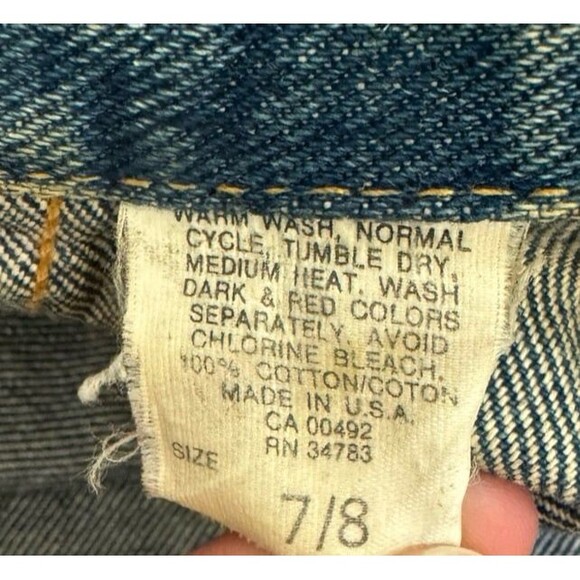 WARM WASH, NORMAL
CYCLE, TUMBLE DRY,
MEDIUM HEAT. WASH
DARK & RED COLORS
SEPARATELY. AVOID
CHLORINE BLEACH.
100% COTTON/COTON
MADE IN U.S.A.
CA 00492
SIZE RN 34783
7/8